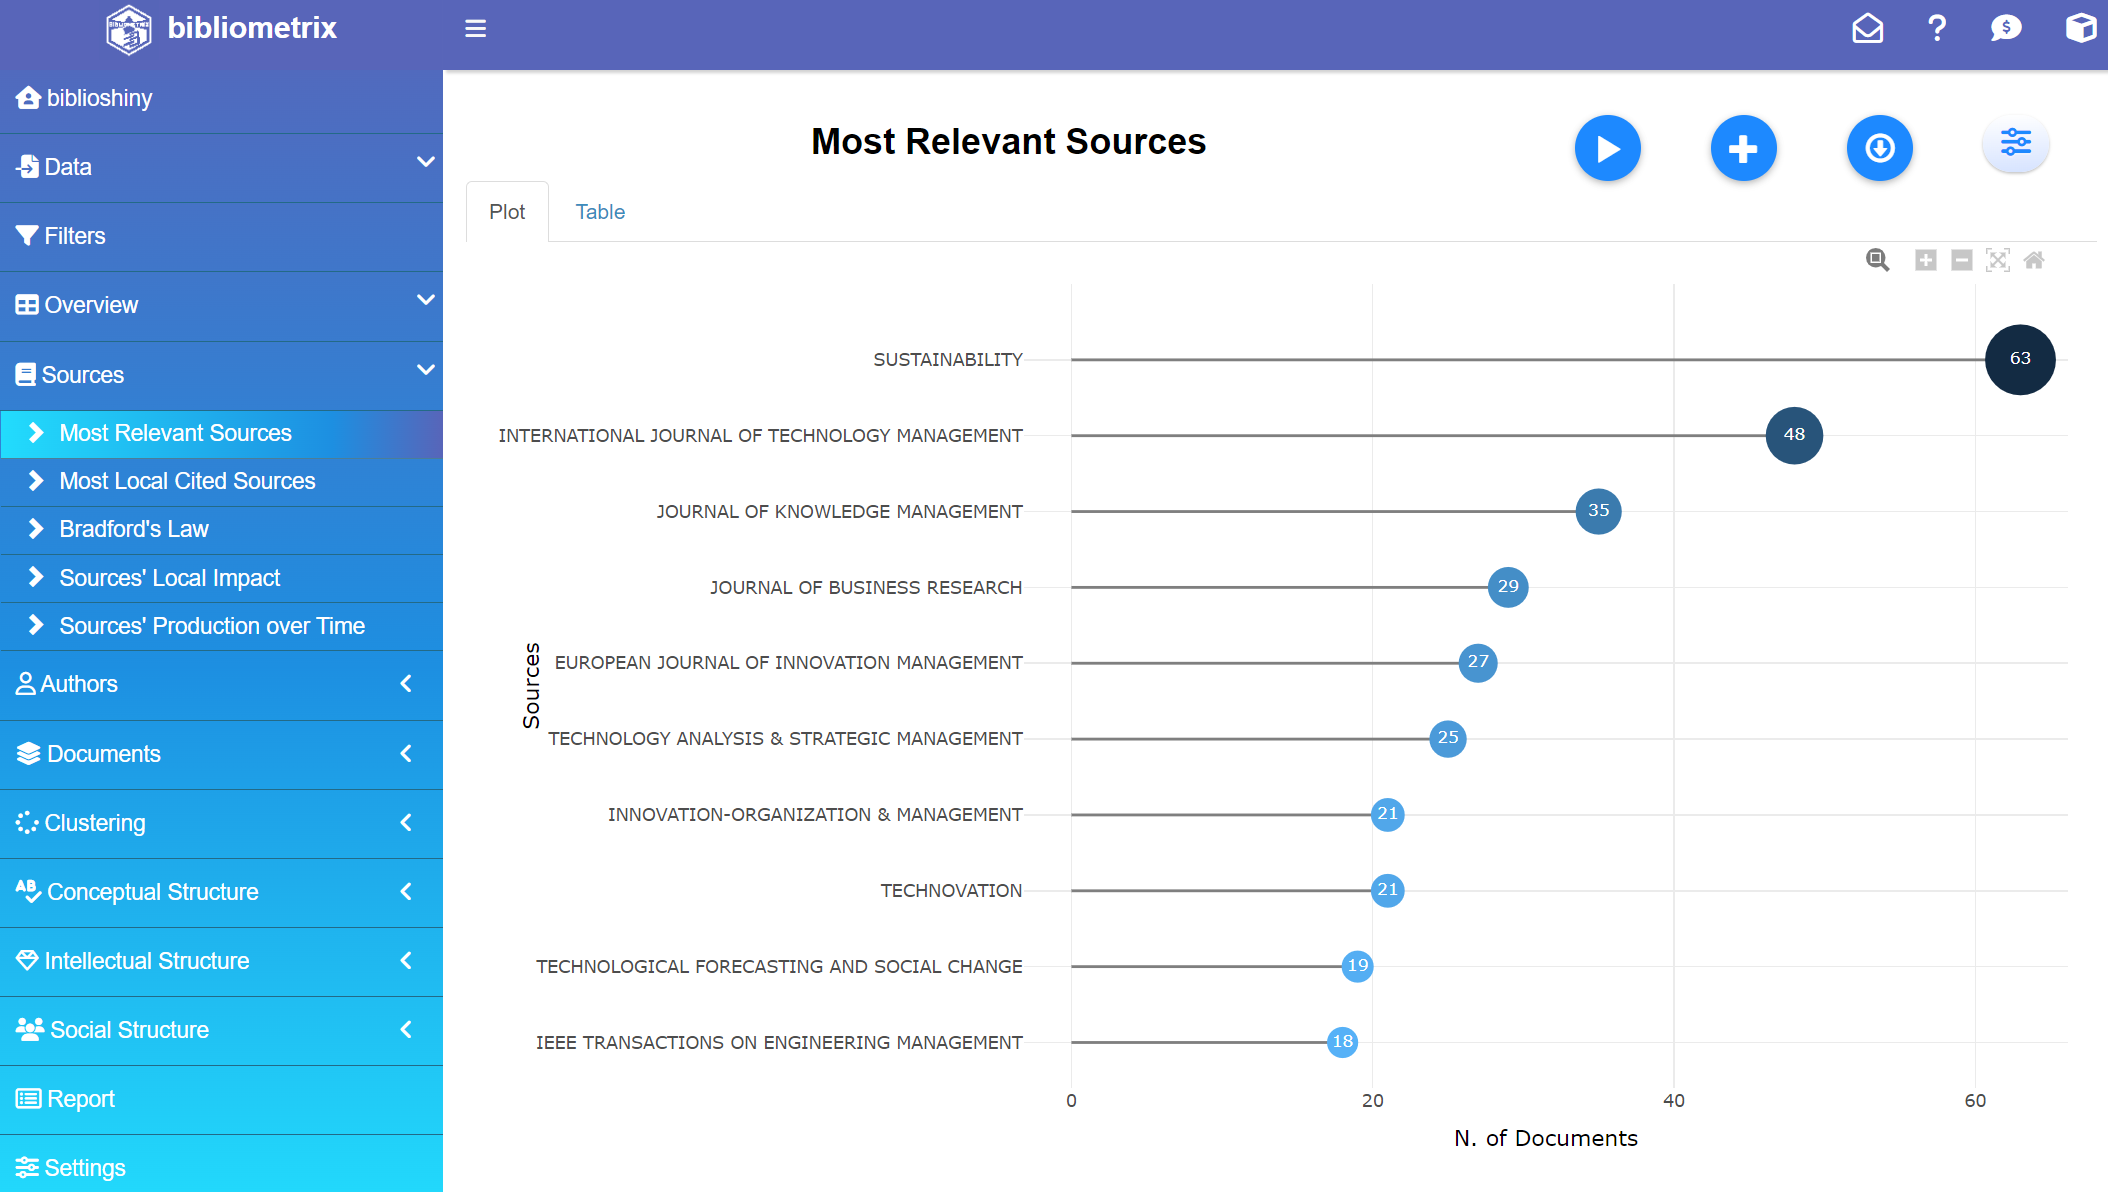 bibliometrix
biblioshiny
Data
Filters
Overview
Sources
Most Relevant Sources
Most Local Cited Sources
Bradford's Law
Sources' Local Impact
Sources' Production over Time
Authors
Documents
Clustering
Conceptual Structure
Intellectual Structure
Social Structure
Report
Settings
Most Relevant Sources
Plot
Table
Sources
SUSTAINABILITY
63
INTERNATIONAL JOURNAL OF TECHNOLOGY MANAGEMENT
48
JOURNAL OF KNOWLEDGE MANAGEMENT
35
JOURNAL OF BUSINESS RESEARCH
29
EUROPEAN JOURNAL OF INNOVATION MANAGEMENT
27
TECHNOLOGY ANALYSIS & STRATEGIC MANAGEMENT
25
INNOVATION-ORGANIZATION & MANAGEMENT
21
TECHNOVATION
21
TECHNOLOGICAL FORECASTING AND SOCIAL CHANGE
19
IEEE TRANSACTIONS ON ENGINEERING MANAGEMENT
18
0 20 40 60
N. of Documents